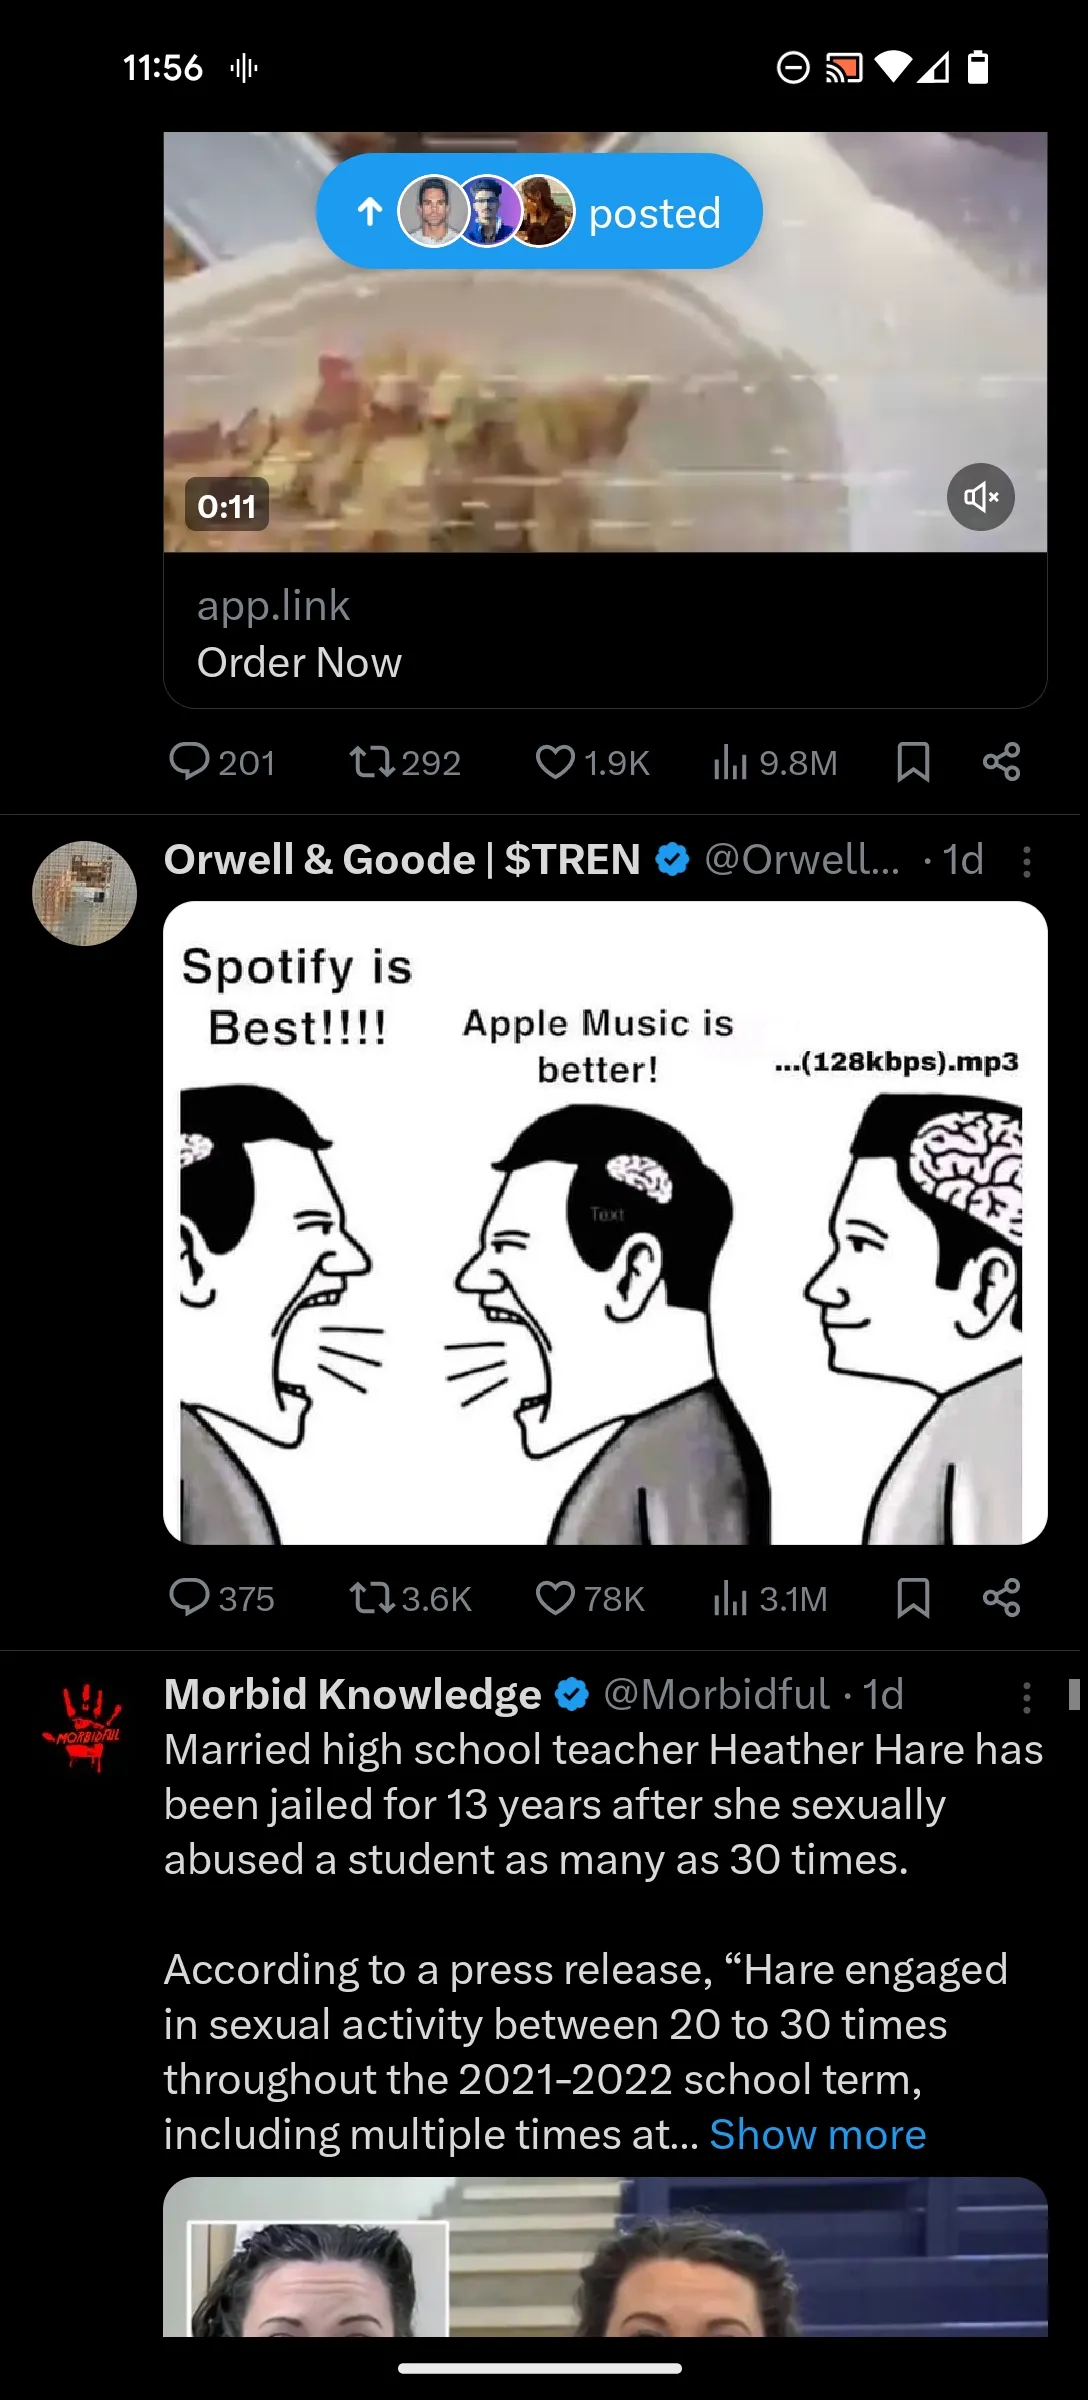 11:56
posted
0:11
app.link
Order Now
201 292 1.9K 9.8M
Orwell & Goode | $TREN @Orwell... · 1d
Spotify is
Best!!!!
Apple Music is
better!
...(128kbps).mp3
Text
375 3.6K 78K 3.1M
MORBIDFUL
Morbid Knowledge @Morbidful · 1d
Married high school teacher Heather Hare has
been jailed for 13 years after she sexually
abused a student as many as 30 times.
According to a press release, “Hare engaged
in sexual activity between 20 to 30 times
throughout the 2021-2022 school term,
including multiple times at... Show more